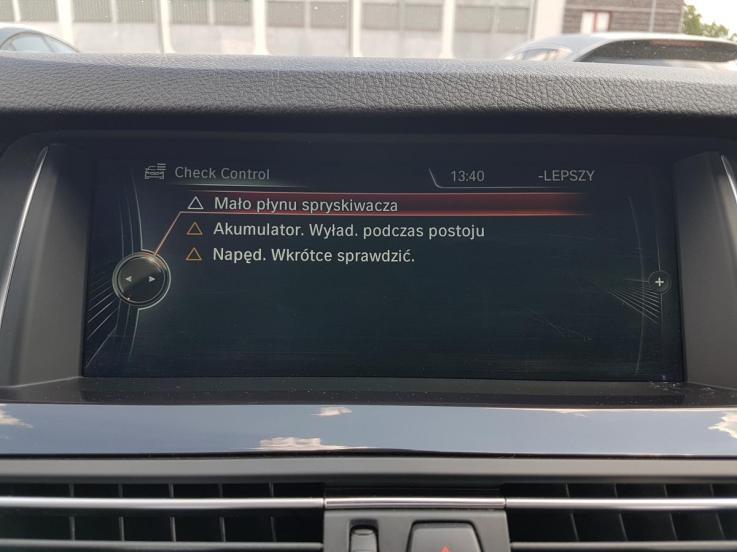 Check Control
13:40
-LEPSZY
Mało płynu spryskiwacza
Akumulator. Wyład. podczas postoju
Napęd. Wkrótce sprawdzić.